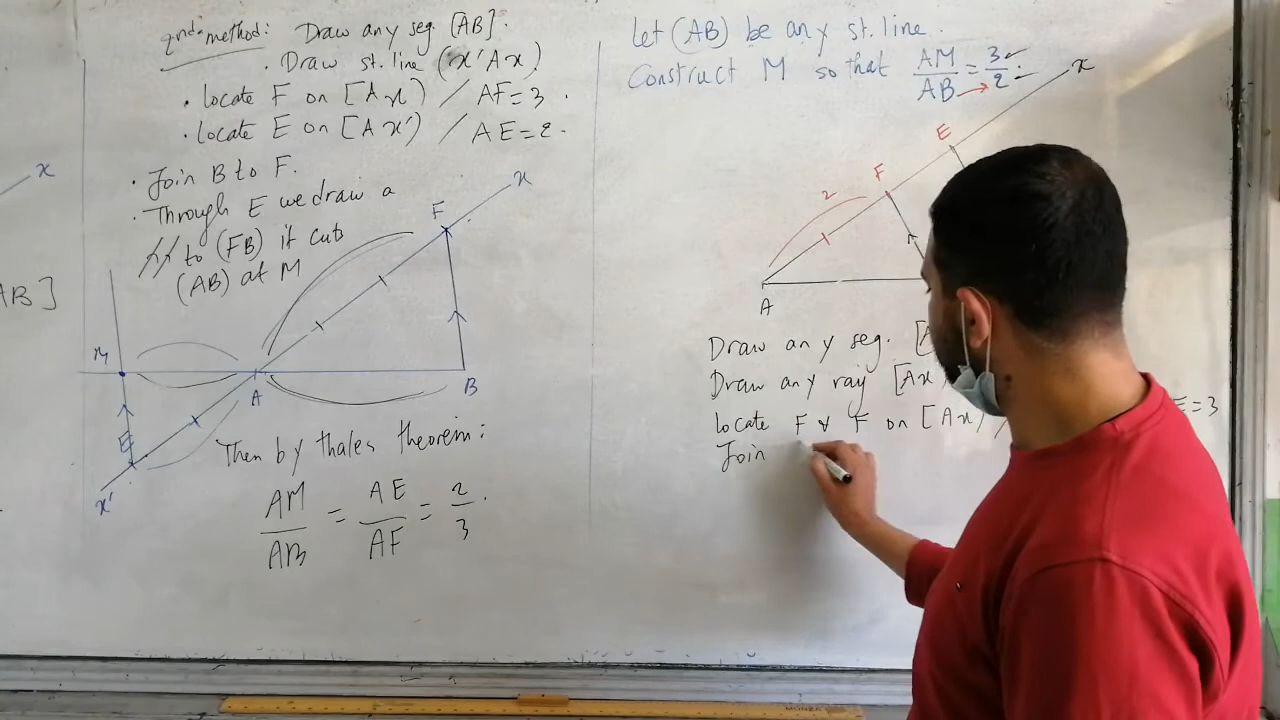 2nd method: Draw any seg. [AB].
. Draw st. line (x'Ax)
. Locate F on [Ax) / AF = 3 .
. Locate E on [Ax') / AE = 2 .
. Join B to F.
. Through E we draw a
// to (FB) it cuts
(AB) at M
x
AB]
x
F
M
A
B
E
x'
Then by thales theorem:
AM/AB = AE/AF = 2/3 .
Let (AB) be any st. line .
Construct M so that AM/AB = 3/2 .
x
E
F
2
A
Draw any seg. [A
Draw any ray [Ax)
Locate F & F on [Ax) /
E = 3
Join